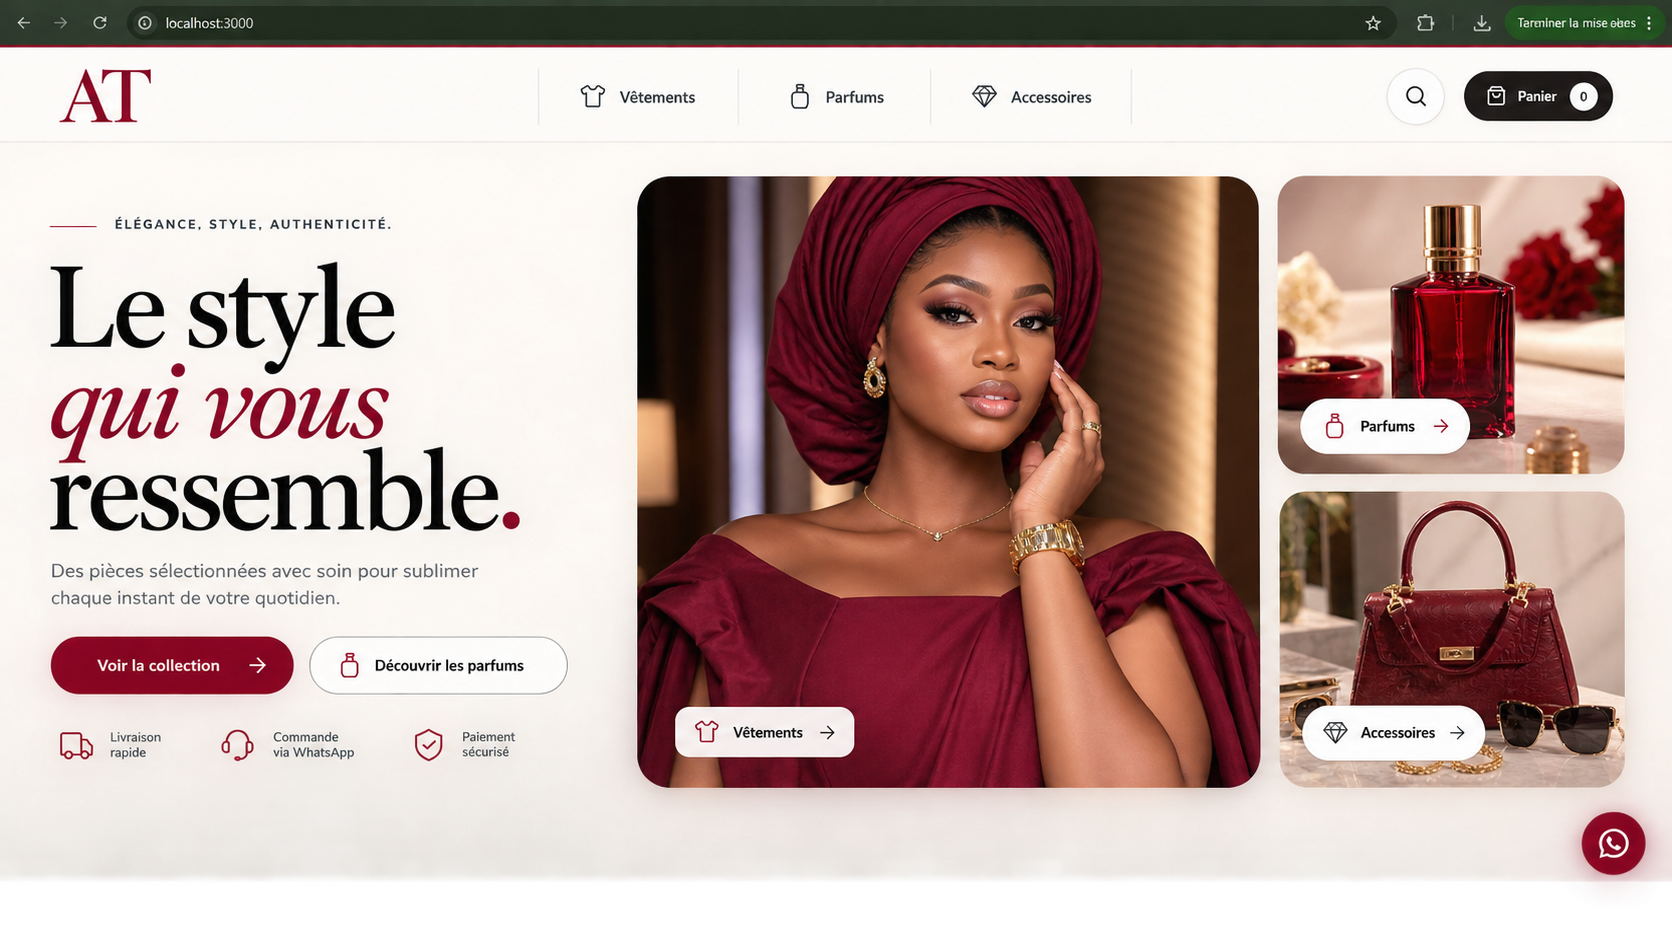 localhost:3000
Terminer la mise
AT
Vêtements
Parfums
Accessoires
Panier
0
ÉLÉGANCE, STYLE, AUTHENTICITÉ.
Le style
qui vous
ressemble.
Des pièces sélectionnées avec soin pour sublimer
chaque instant de votre quotidien.
Voir la collection
Découvrir les parfums
Livraison
rapide
Commande
via WhatsApp
Paiement
sécurisé
Vêtements
Parfums
Accessoires